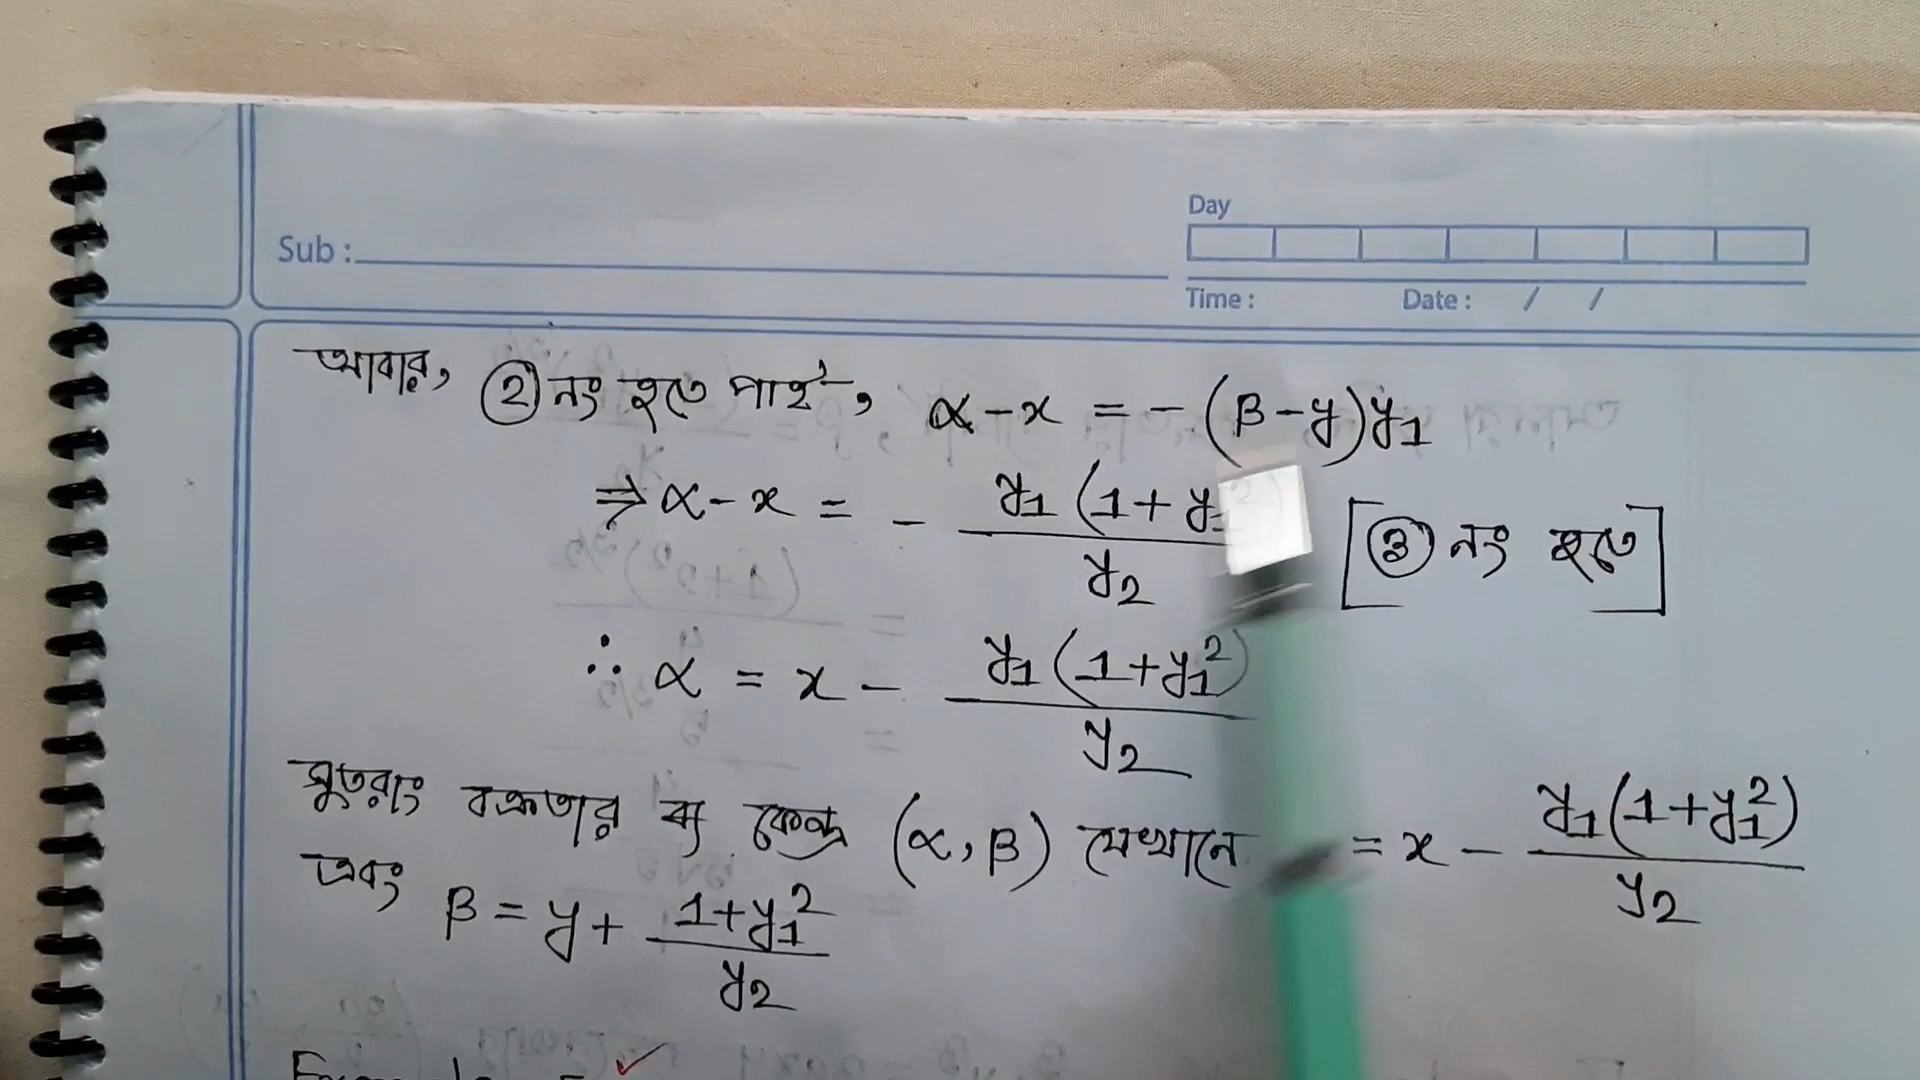 Day
Sub :
Time : Date : / /
আবার, ② নং হতে পাই, α - x = - (β - y)y₁
⇒ α - x = - y₁(1 + y₁ / y₂ [③ নং হতে]
∴ α = x - y₁(1 + y₁²) / y₂
সুতরাং বক্রতার বা কেন্দ্র (α, β) যেখানে = x - y₁(1 + y₁²) / y₂
এবং β = y + 1 + y₁² / y₂